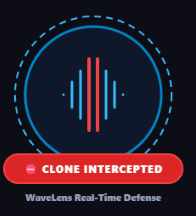 CLONE INTERCEPTED
WaveLens Real-Time Defense